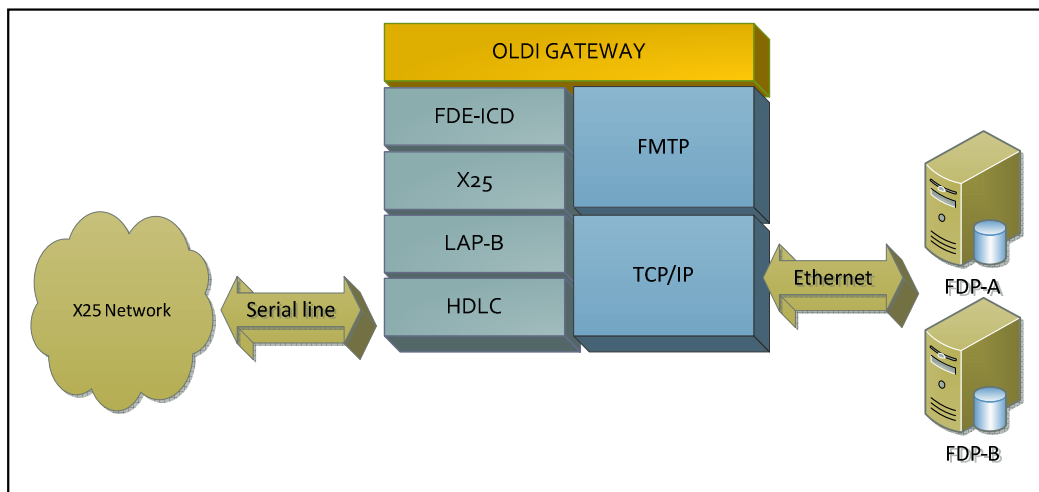 OLDI GATEWAY
FDE-ICD
X25
LAP-B
HDLC
FMTP
TCP/IP
X25 Network
Serial line
Ethernet
FDP-A
FDP-B